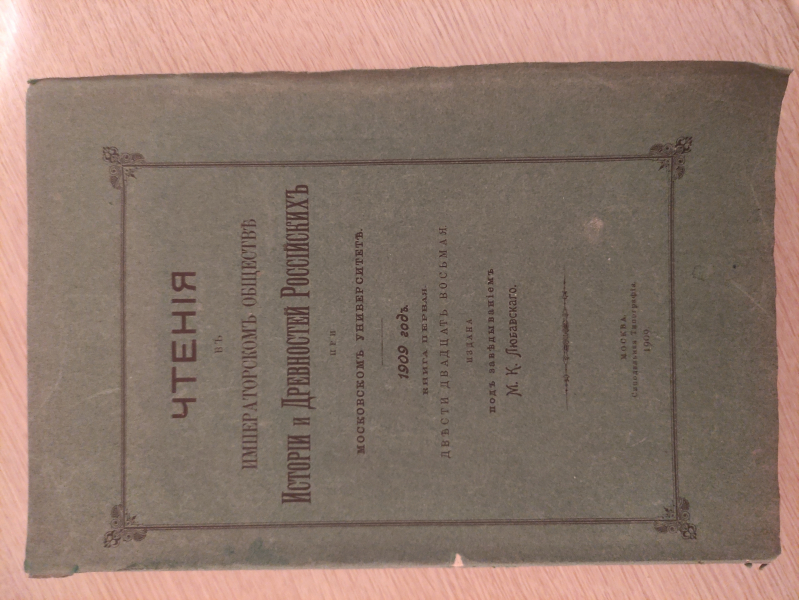 ЧТЕНІЯ
ВЪ
ИМПЕРАТОРСКОМЪ ОБЩЕСТВѢ
ИСТОРІИ И ДРЕВНОСТЕЙ РОССІЙСКИХЪ
ПРИ
МОСКОВСКОМЪ УНИВЕРСИТЕТѢ.
1909 годъ.
КНИГА ПЕРВАЯ.
ДВѢСТИ ДВАДЦАТЬ ВОСЬМАЯ
ИЗДАНА
ПОДЪ ЗАВѢДЫВАНІЕМЪ
М. К. Любавскаго.
МОСКВА.
Синодальная Типографія.
1909.